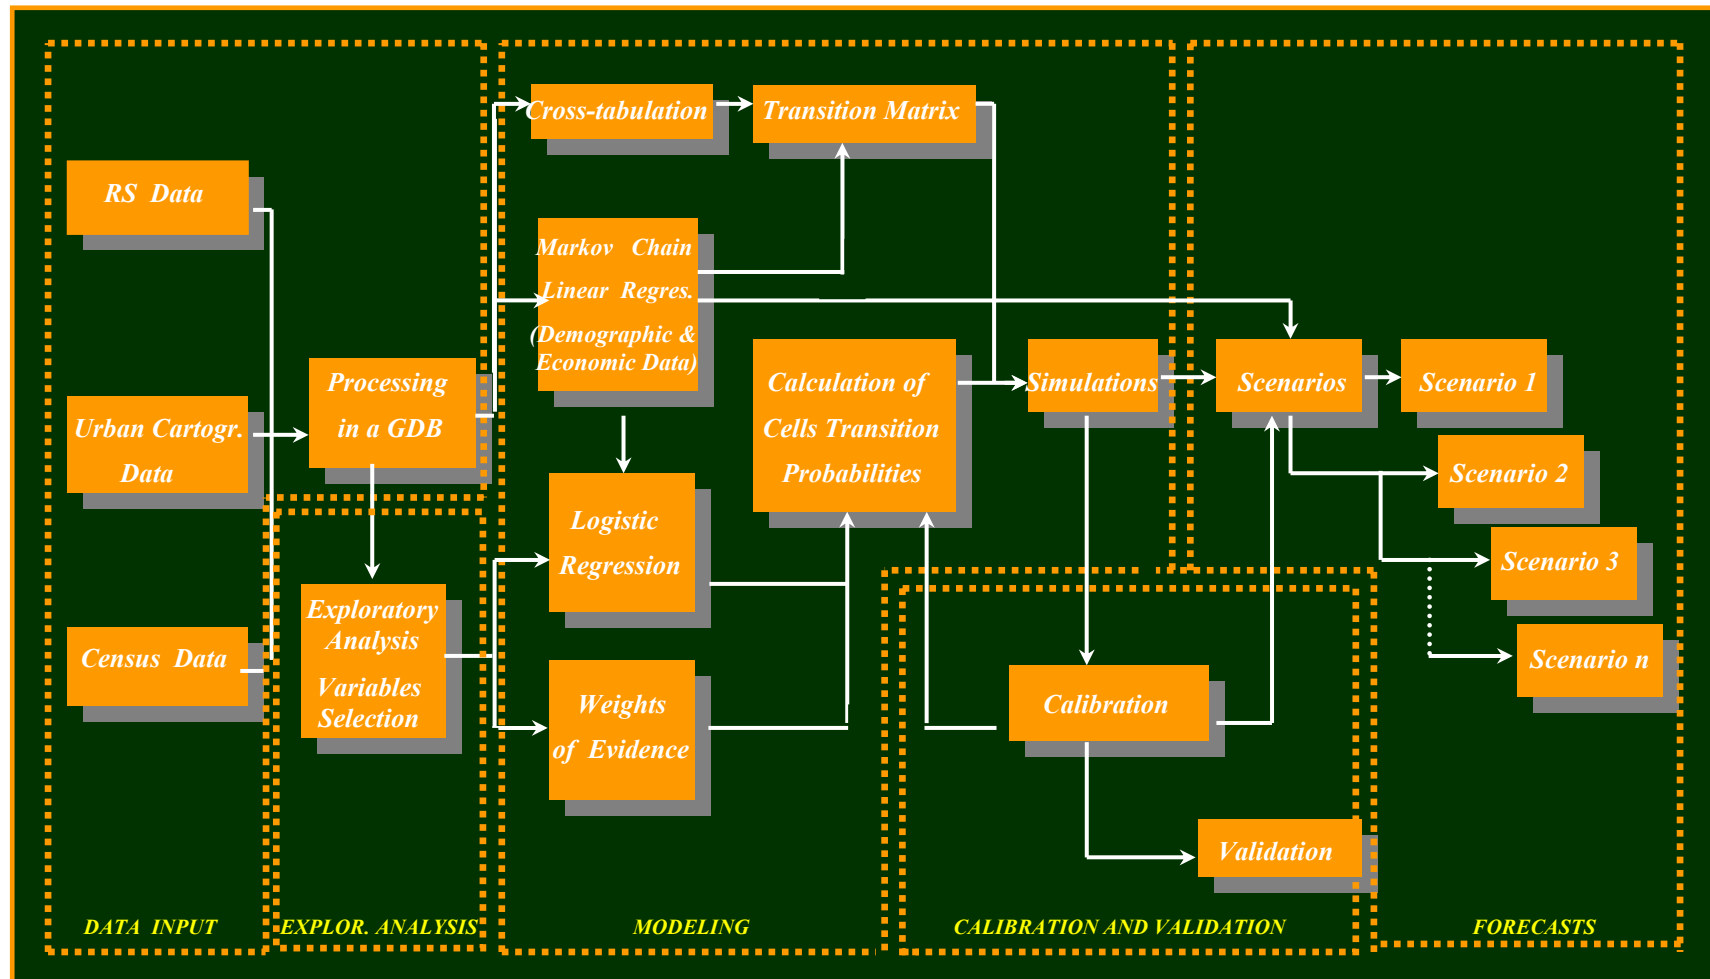 RS Data
Urban Cartogr.
Data
Census Data
Processing
in a GDB
Exploratory
Analysis
Variables
Selection
Cross-tabulation
Transition Matrix
Markov Chain
Linear Regres.
(Demographic &
Economic Data)
Logistic
Regression
Weights
of Evidence
Calculation of
Cells Transition
Probabilities
Simulations
Calibration
Validation
Scenarios
Scenario 1
Scenario 2
Scenario 3
Scenario n
DATA INPUT
EXPLOR. ANALYSIS
MODELING
CALIBRATION AND VALIDATION
FORECASTS